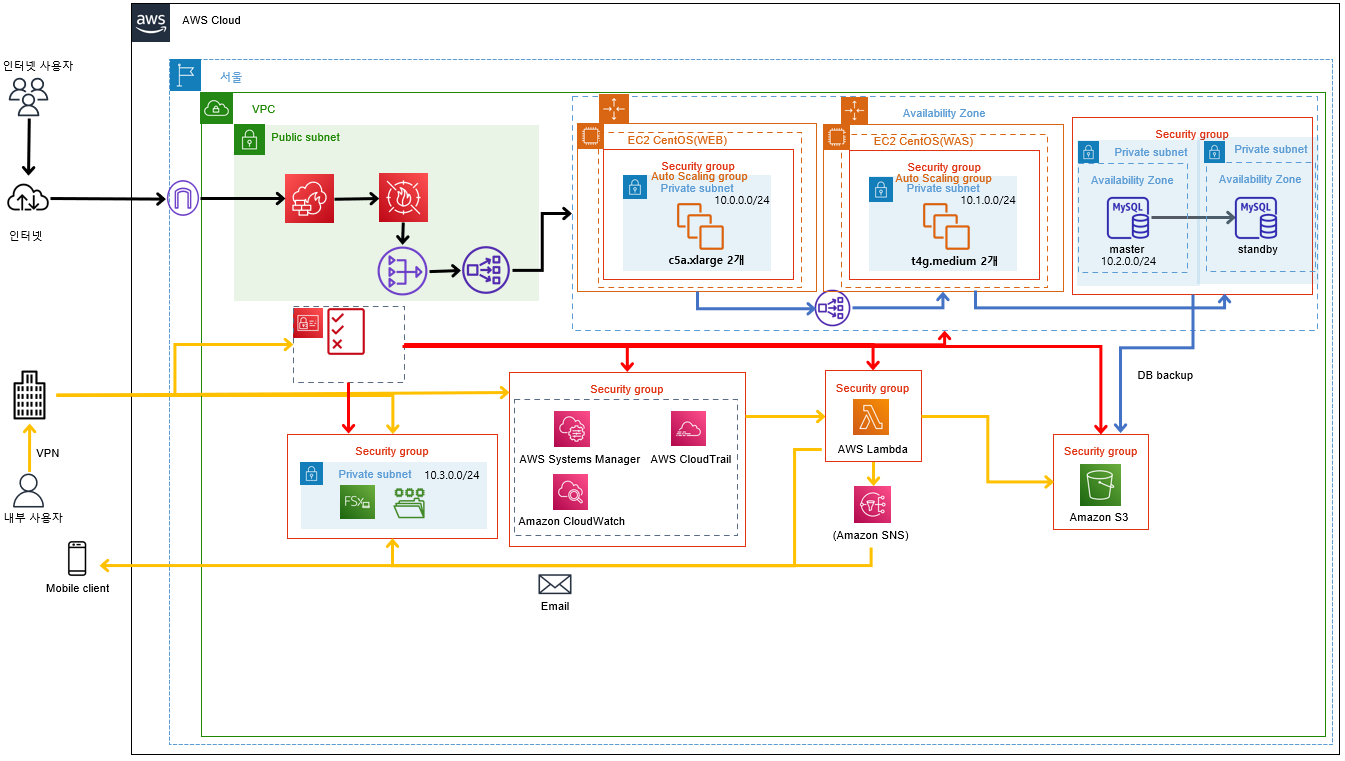 aws
AWS Cloud
인터넷 사용자
서울
VPC
Public subnet
Availability Zone
EC2 CentOS(WEB)
Security group
Auto Scaling group
Private subnet
10.0.0.0/24
c5a.xlarge 2개
EC2 CentOS(WAS)
Security group
Auto Scaling group
Private subnet
10.1.0.0/24
t4g.medium 2개
Security group
Private subnet
Private subnet
Availability Zone
Availability Zone
MySQL
MySQL
master
standby
10.2.0.0/24
인터넷
DB backup
VPN
내부 사용자
Security group
Private subnet
10.3.0.0/24
FSx
Security group
AWS Systems Manager
AWS CloudTrail
Amazon CloudWatch
Security group
AWS Lambda
(Amazon SNS)
Security group
Amazon S3
Mobile client
Email